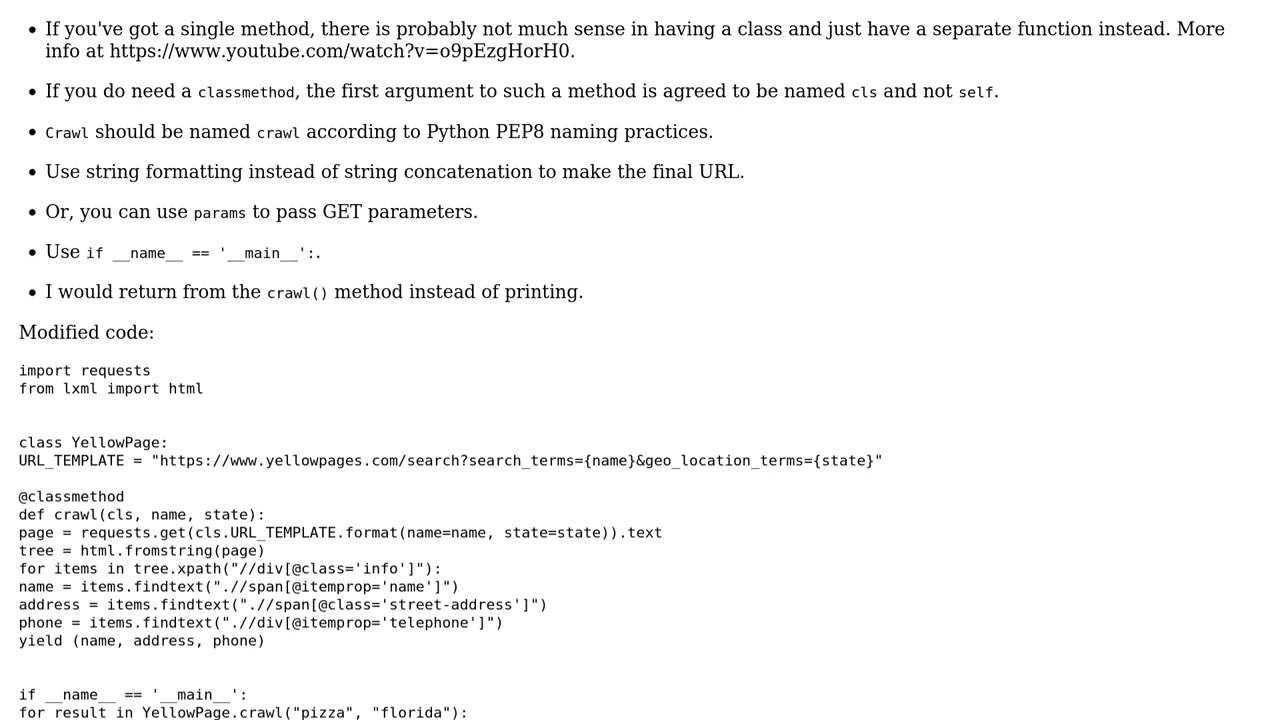 If you've got a single method, there is probably not much sense in having a class and just have a separate function instead. More
info at https://www.youtube.com/watch?v=o9pEzgHorH0.
If you do need a classmethod, the first argument to such a method is agreed to be named cls and not self.
Crawl should be named crawl according to Python PEP8 naming practices.
Use string formatting instead of string concatenation to make the final URL.
Or, you can use params to pass GET parameters.
Use if __name__ == '__main__':.
I would return from the crawl() method instead of printing.
Modified code:
import requests
from lxml import html
class YellowPage:
URL_TEMPLATE = "https://www.yellowpages.com/search?search_terms={name}&geo_location_terms={state}"
@classmethod
def crawl(cls, name, state):
page = requests.get(cls.URL_TEMPLATE.format(name=name, state=state)).text
tree = html.fromstring(page)
for items in tree.xpath("//div[@class='info']"):
name = items.findtext(".//span[@itemprop='name']")
address = items.findtext(".//span[@class='street-address']")
phone = items.findtext(".//div[@itemprop='telephone']")
yield (name, address, phone)
if __name__ == '__main__':
for result in YellowPage.crawl("pizza", "florida"):